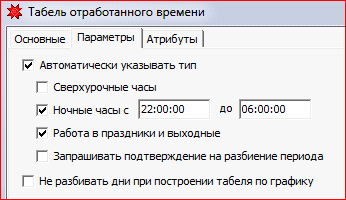 Табель отработанного времени
Основные Параметры Атрибуты
Автоматически указывать тип
Сверхурочные часы
Ночные часы с 22:00:00 до 06:00:00
Работа в праздники и выходные
Запрашивать подтверждение на разбиение периода
Не разбивать дни при построении табеля по графику